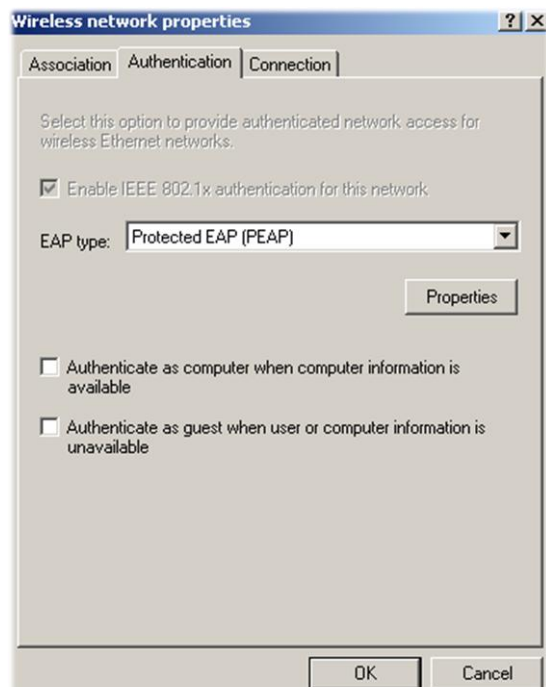 Wireless network properties
Association
Authentication
Connection
Select this option to provide authenticated network access for
wireless Ethernet networks.
Enable IEEE 802.1x authentication for this network
EAP type:
Protected EAP (PEAP)
Properties
Authenticate as computer when computer information is
available
Authenticate as guest when user or computer information is
unavailable
OK
Cancel